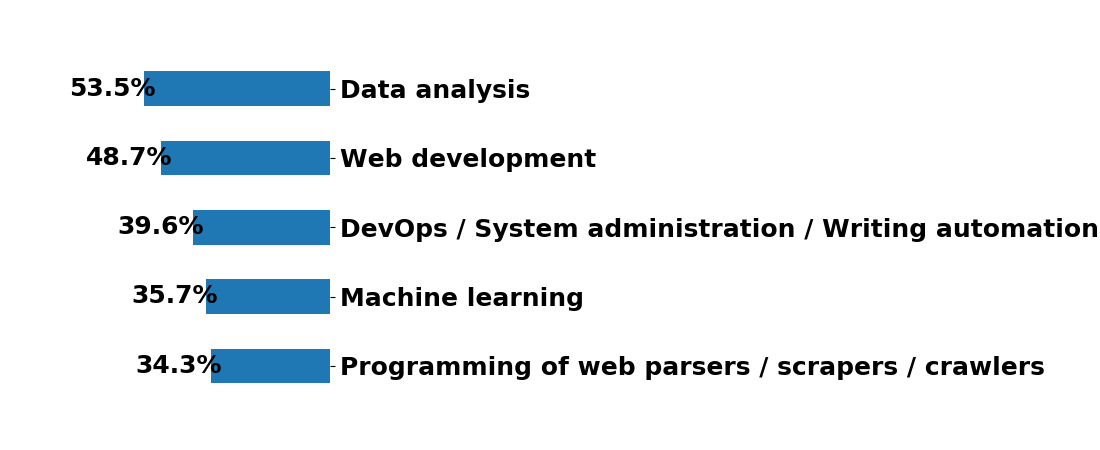 53.5% Data analysis
48.7% Web development
39.6% DevOps / System administration / Writing automation
35.7% Machine learning
34.3% Programming of web parsers / scrapers / crawlers